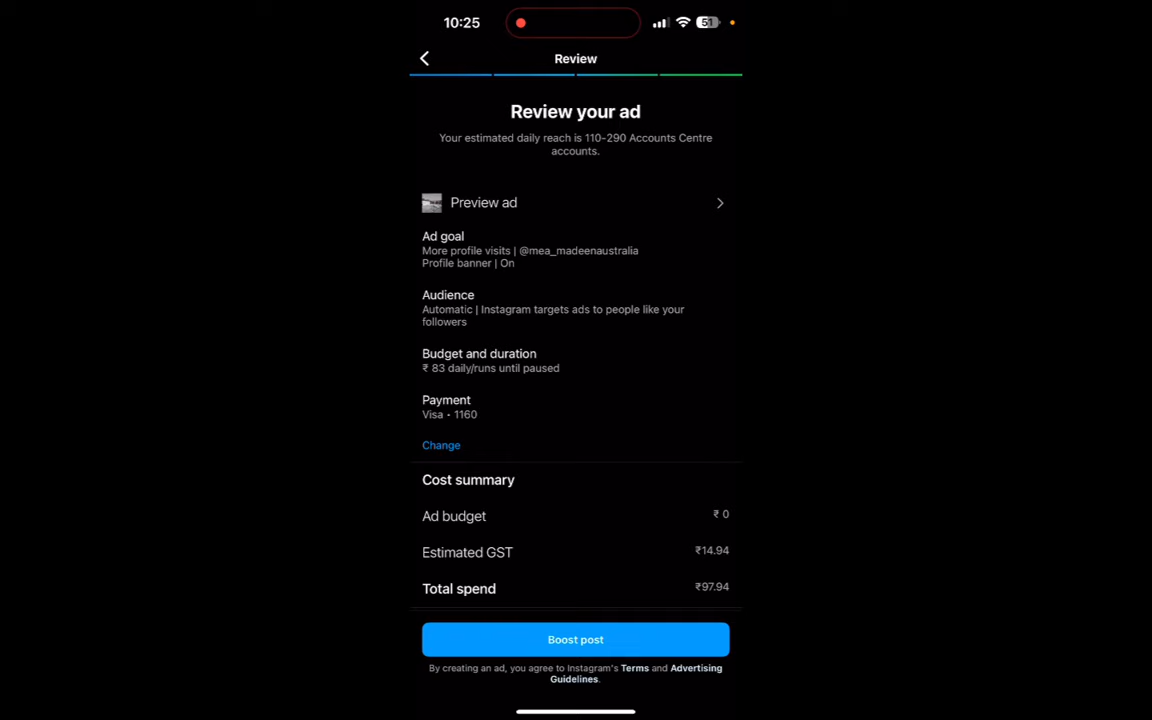 10:25
51
Review
Review your ad
Your estimated daily reach is 110-290 Accounts Centre
accounts.
Preview ad
Ad goal
More profile visits | @mea_madeenaustralia
Profile banner | On
Audience
Automatic | Instagram targets ads to people like your
followers
Budget and duration
₹ 83 daily/runs until paused
Payment
Visa • 1160
Change
Cost summary
Ad budget ₹ 0
Estimated GST ₹14.94
Total spend ₹97.94
Boost post
By creating an ad, you agree to Instagram's Terms and Advertising
Guidelines.